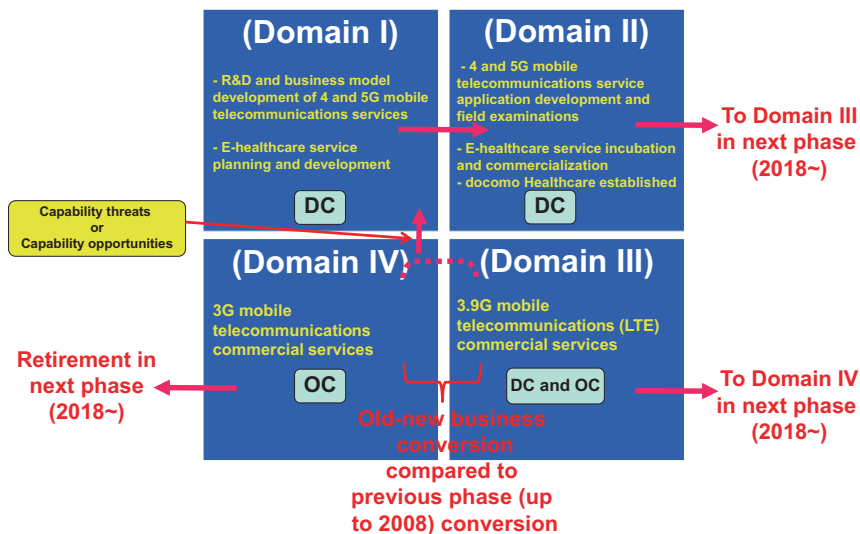 (Domain I)
- R&D and business model
development of 4 and 5G mobile
telecommunications services
- E-healthcare service
planning and development
DC
(Domain II)
- 4 and 5G mobile
telecommunications service
application development and
field examinations
- E-healthcare service incubation
and commercialization
- docomo Healthcare established
DC
To Domain III
in next phase
(2018~)
Capability threats
or
Capability opportunities
(Domain IV)
3G mobile
telecommunications
commercial services
OC
(Domain III)
3.9G mobile
telecommunications (LTE)
commercial services
DC and OC
Retirement in
next phase
(2018~)
To Domain IV
in next phase
(2018~)
Old-new business
conversion
compared to
previous phase (up
to 2008) conversion